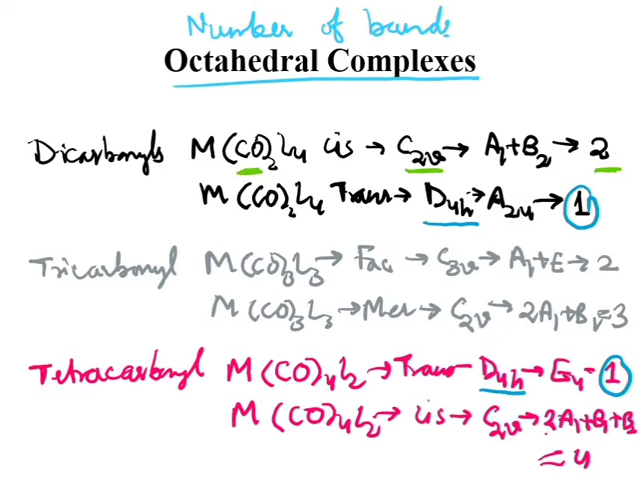 Number of bands
Octahedral Complexes
Dicarbonyls M(CO)₂L₄ cis → C₂ᵥ → A₁+B₂ → 2
M(CO)₂L₄ Trans → D₄h → A₂u → 1
Tricarbonyl M(CO)₃L₃ → Fac → C₃ᵥ → A₁+E → 2
M(CO)₃L₃ → Mer → C₂ᵥ → 2A₁+B₁ = 3
Tetracarbonyl M(CO)₄L₂ → Trans – D₄h → Eu – 1
M(CO)₄L₂ → cis → C₂ᵥ → 2A₁+B₁+B₂
= 4